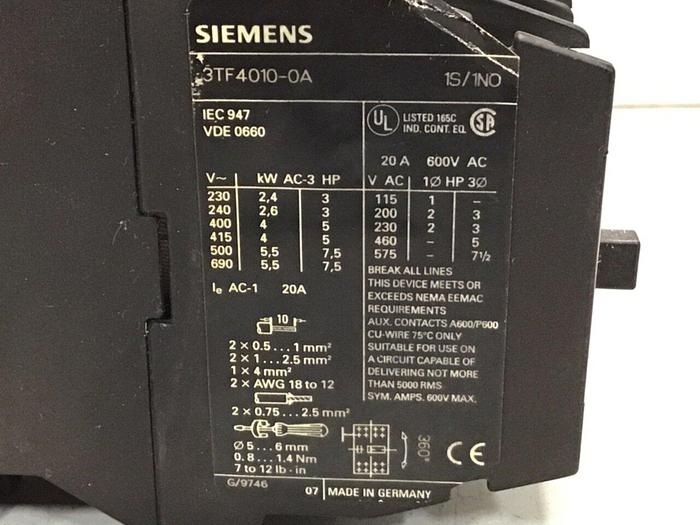 SIEMENS
3TF4010-0A 1S/1NO
IEC 947
VDE 0660
V~ kW AC-3 HP
230 2,4 3
240 2,6 3
400 4 5
415 4 5
500 5,5 7,5
690 5,5 7,5
Ie AC-1 20A
10
2 × 0.5...1 mm²
2 × 1...2.5 mm²
1 × 4 mm²
2 × AWG 18 to 12
2 × 0.75...2.5 mm²
Ø 5...6 mm
0.8...1.4 Nm
7 to 12 lb·in
G/9746
UL LISTED 165C
IND. CONT. EQ.
SA
20 A 600V AC
V AC 1Ø HP 3Ø
115 1 –
200 2 3
230 2 3
460 – 5
575 – 7½
BREAK ALL LINES
THIS DEVICE MEETS OR
EXCEEDS NEMA EEMAC
REQUIREMENTS
AUX. CONTACTS A600/P600
CU-WIRE 75°C ONLY
SUITABLE FOR USE ON
A CIRCUIT CAPABLE OF
DELIVERING NOT MORE
THAN 5000 RMS
SYM. AMPS. 600V MAX.
360°
CE
07 MADE IN GERMANY